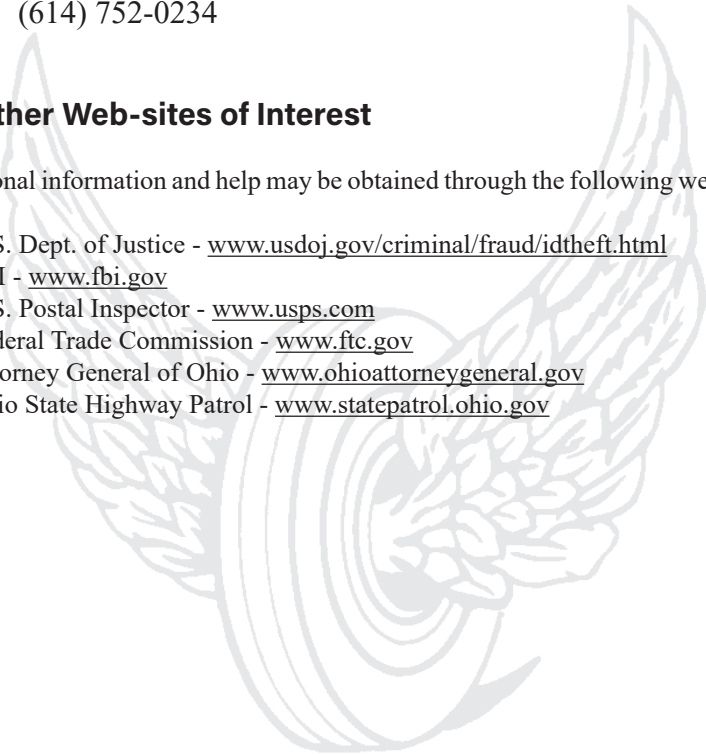 (614) 752-0234
ther Web-sites of Interest
onal information and help may be obtained through the following we
S. Dept. of Justice - www.usdoj.gov/criminal/fraud/idtheft.html
I - www.fbi.gov
S. Postal Inspector - www.usps.com
deral Trade Commission - www.ftc.gov
orney General of Ohio - www.ohioattorneygeneral.gov
io State Highway Patrol - www.statepatrol.ohio.gov